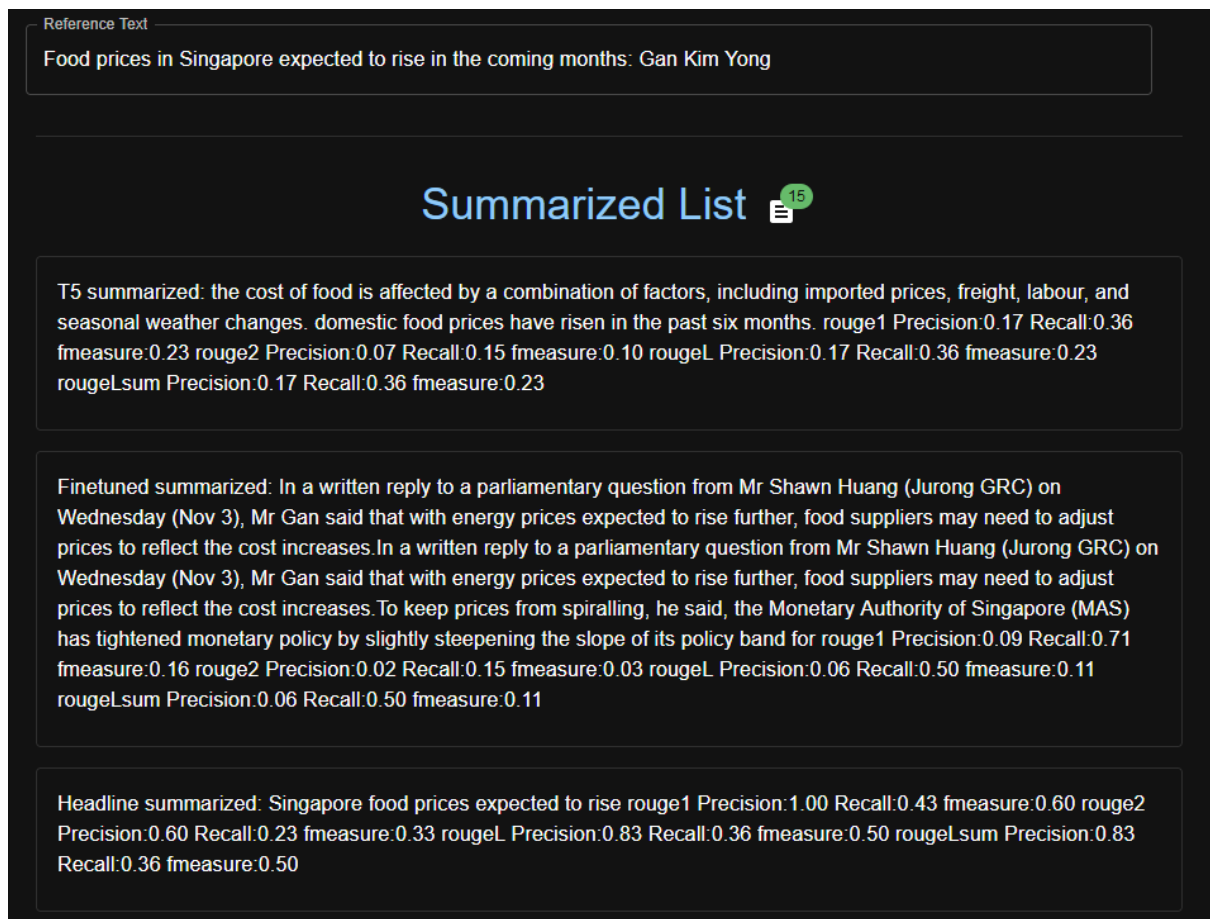 Reference Text
Food prices in Singapore expected to rise in the coming months: Gan Kim Yong
Summarized List
15
T5 summarized: the cost of food is affected by a combination of factors, including imported prices, freight, labour, and
seasonal weather changes. domestic food prices have risen in the past six months. rouge1 Precision:0.17 Recall:0.36
fmeasure:0.23 rouge2 Precision:0.07 Recall:0.15 fmeasure:0.10 rougeL Precision:0.17 Recall:0.36 fmeasure:0.23
rougeLsum Precision:0.17 Recall:0.36 fmeasure:0.23
Finetuned summarized: In a written reply to a parliamentary question from Mr Shawn Huang (Jurong GRC) on
Wednesday (Nov 3), Mr Gan said that with energy prices expected to rise further, food suppliers may need to adjust
prices to reflect the cost increases.In a written reply to a parliamentary question from Mr Shawn Huang (Jurong GRC) on
Wednesday (Nov 3), Mr Gan said that with energy prices expected to rise further, food suppliers may need to adjust
prices to reflect the cost increases.To keep prices from spiralling, he said, the Monetary Authority of Singapore (MAS)
has tightened monetary policy by slightly steepening the slope of its policy band for rouge1 Precision:0.09 Recall:0.71
fmeasure:0.16 rouge2 Precision:0.02 Recall:0.15 fmeasure:0.03 rougeL Precision:0.06 Recall:0.50 fmeasure:0.11
rougeLsum Precision:0.06 Recall:0.50 fmeasure:0.11
Headline summarized: Singapore food prices expected to rise rouge1 Precision:1.00 Recall:0.43 fmeasure:0.60 rouge2
Precision:0.60 Recall:0.23 fmeasure:0.33 rougeL Precision:0.83 Recall:0.36 fmeasure:0.50 rougeLsum Precision:0.83
Recall:0.36 fmeasure:0.50